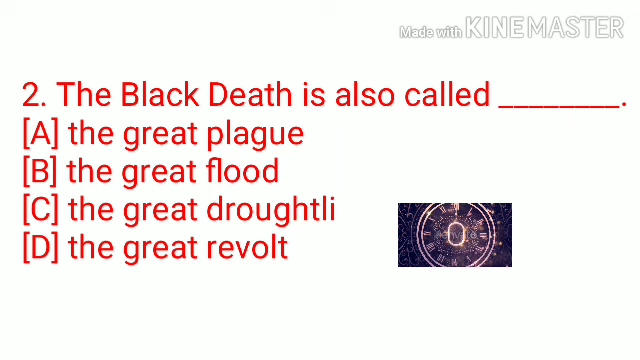 Made with KINEMASTER
2. The Black Death is also called ________.
[A] the great plague
[B] the great flood
[C] the great droughtli
[D] the great revolt
0